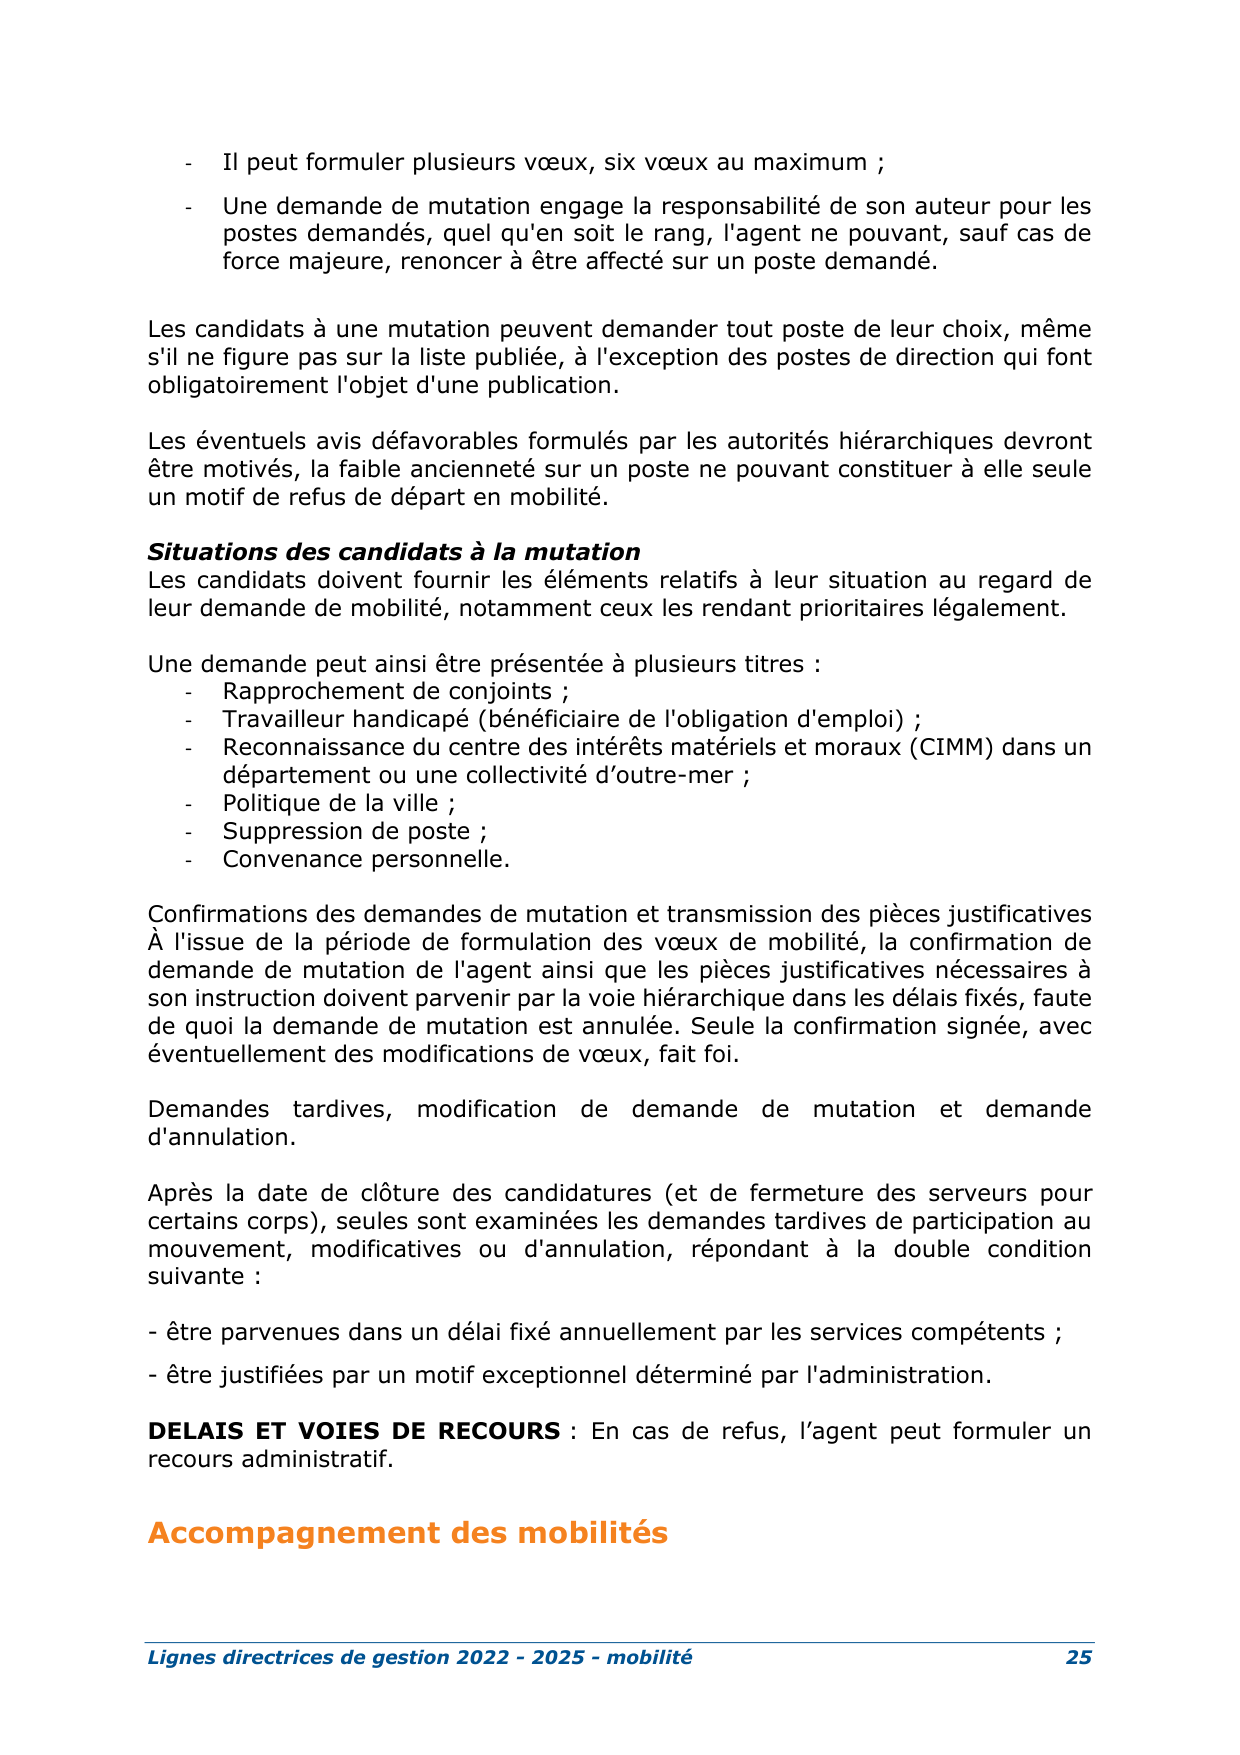 - Il peut formuler plusieurs vœux, six vœux au maximum ;
- Une demande de mutation engage la responsabilité de son auteur pour les
postes demandés, quel qu'en soit le rang, l'agent ne pouvant, sauf cas de
force majeure, renoncer à être affecté sur un poste demandé.
Les candidats à une mutation peuvent demander tout poste de leur choix, même
s'il ne figure pas sur la liste publiée, à l'exception des postes de direction qui font
obligatoirement l'objet d'une publication.
Les éventuels avis défavorables formulés par les autorités hiérarchiques devront
être motivés, la faible ancienneté sur un poste ne pouvant constituer à elle seule
un motif de refus de départ en mobilité.
Situations des candidats à la mutation
Les candidats doivent fournir les éléments relatifs à leur situation au regard de
leur demande de mobilité, notamment ceux les rendant prioritaires légalement.
Une demande peut ainsi être présentée à plusieurs titres :
- Rapprochement de conjoints ;
- Travailleur handicapé (bénéficiaire de l'obligation d'emploi) ;
- Reconnaissance du centre des intérêts matériels et moraux (CIMM) dans un
département ou une collectivité d’outre-mer ;
- Politique de la ville ;
- Suppression de poste ;
- Convenance personnelle.
Confirmations des demandes de mutation et transmission des pièces justificatives
À l'issue de la période de formulation des vœux de mobilité, la confirmation de
demande de mutation de l'agent ainsi que les pièces justificatives nécessaires à
son instruction doivent parvenir par la voie hiérarchique dans les délais fixés, faute
de quoi la demande de mutation est annulée. Seule la confirmation signée, avec
éventuellement des modifications de vœux, fait foi.
Demandes tardives, modification de demande de mutation et demande
d'annulation.
Après la date de clôture des candidatures (et de fermeture des serveurs pour
certains corps), seules sont examinées les demandes tardives de participation au
mouvement, modificatives ou d'annulation, répondant à la double condition
suivante :
- être parvenues dans un délai fixé annuellement par les services compétents ;
- être justifiées par un motif exceptionnel déterminé par l'administration.
DELAIS ET VOIES DE RECOURS : En cas de refus, l’agent peut formuler un
recours administratif.
Accompagnement des mobilités
Lignes directrices de gestion 2022 - 2025 - mobilité 25